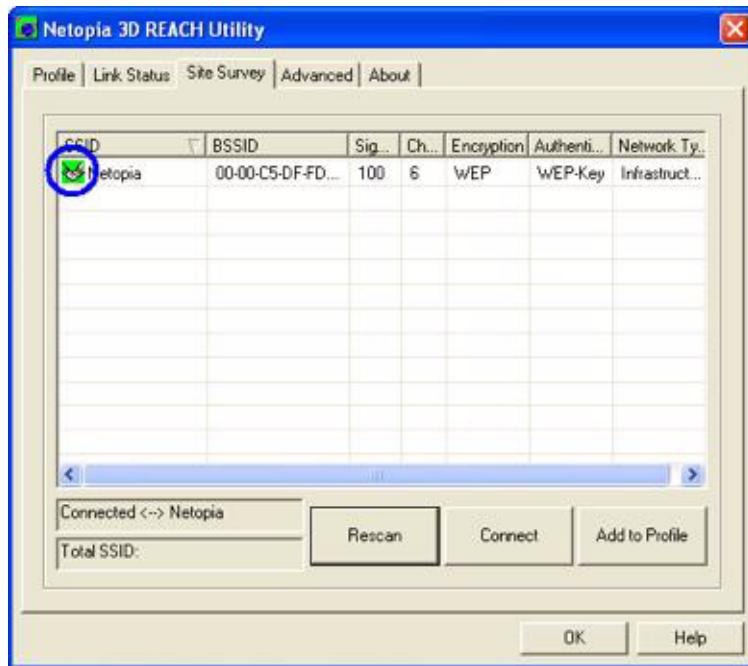 Netopia 3D REACH Utility
Profile Link Status Site Survey Advanced About
SSID BSSID Sig... Ch... Encryption Authenti... Network Ty..
Netopia 00-00-C5-DF-FD... 100 6 WEP WEP-Key Infrastruct...
Connected <--> Netopia
Total SSID:
Rescan Connect Add to Profile
OK Help